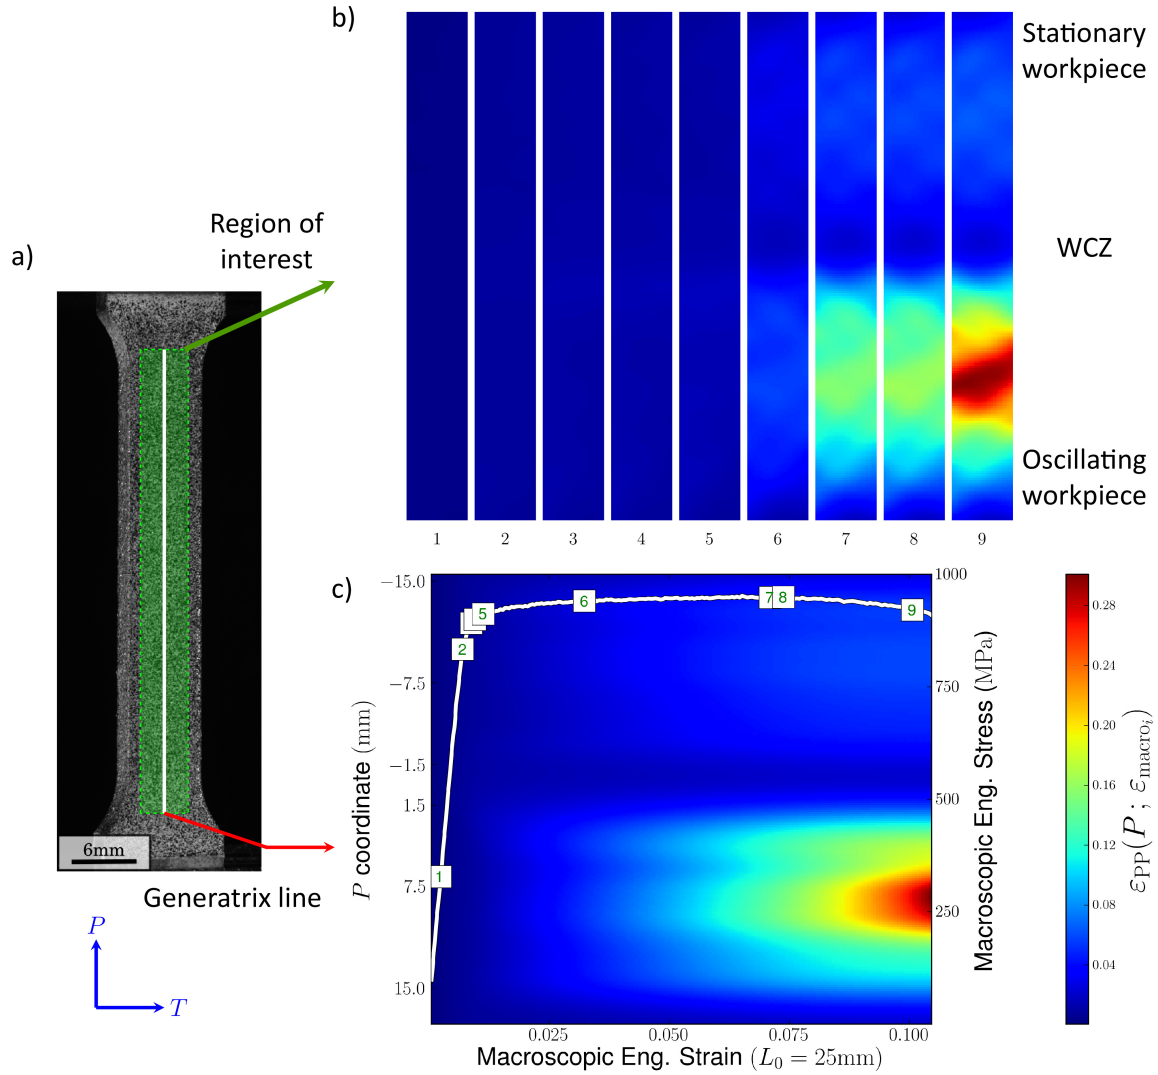 b)
Stationary
workpiece
Region of
interest
a)
WCZ
Oscillating
workpiece
1 2 3 4 5 6 7 8 9
6mm
Generatrix line
P
T
c)
−15.0
−7.5
−1.5
1.5
7.5
15.0
P coordinate (mm)
1
2
5
6
7
8
9
1000
750
500
250
Macroscopic Eng. Stress (MPa)
0.025 0.050 0.075 0.100
Macroscopic Eng. Strain (L₀ = 25mm)
0.28
0.24
0.20
0.16
0.12
0.08
0.04
εPP(P ; εmacroᵢ)